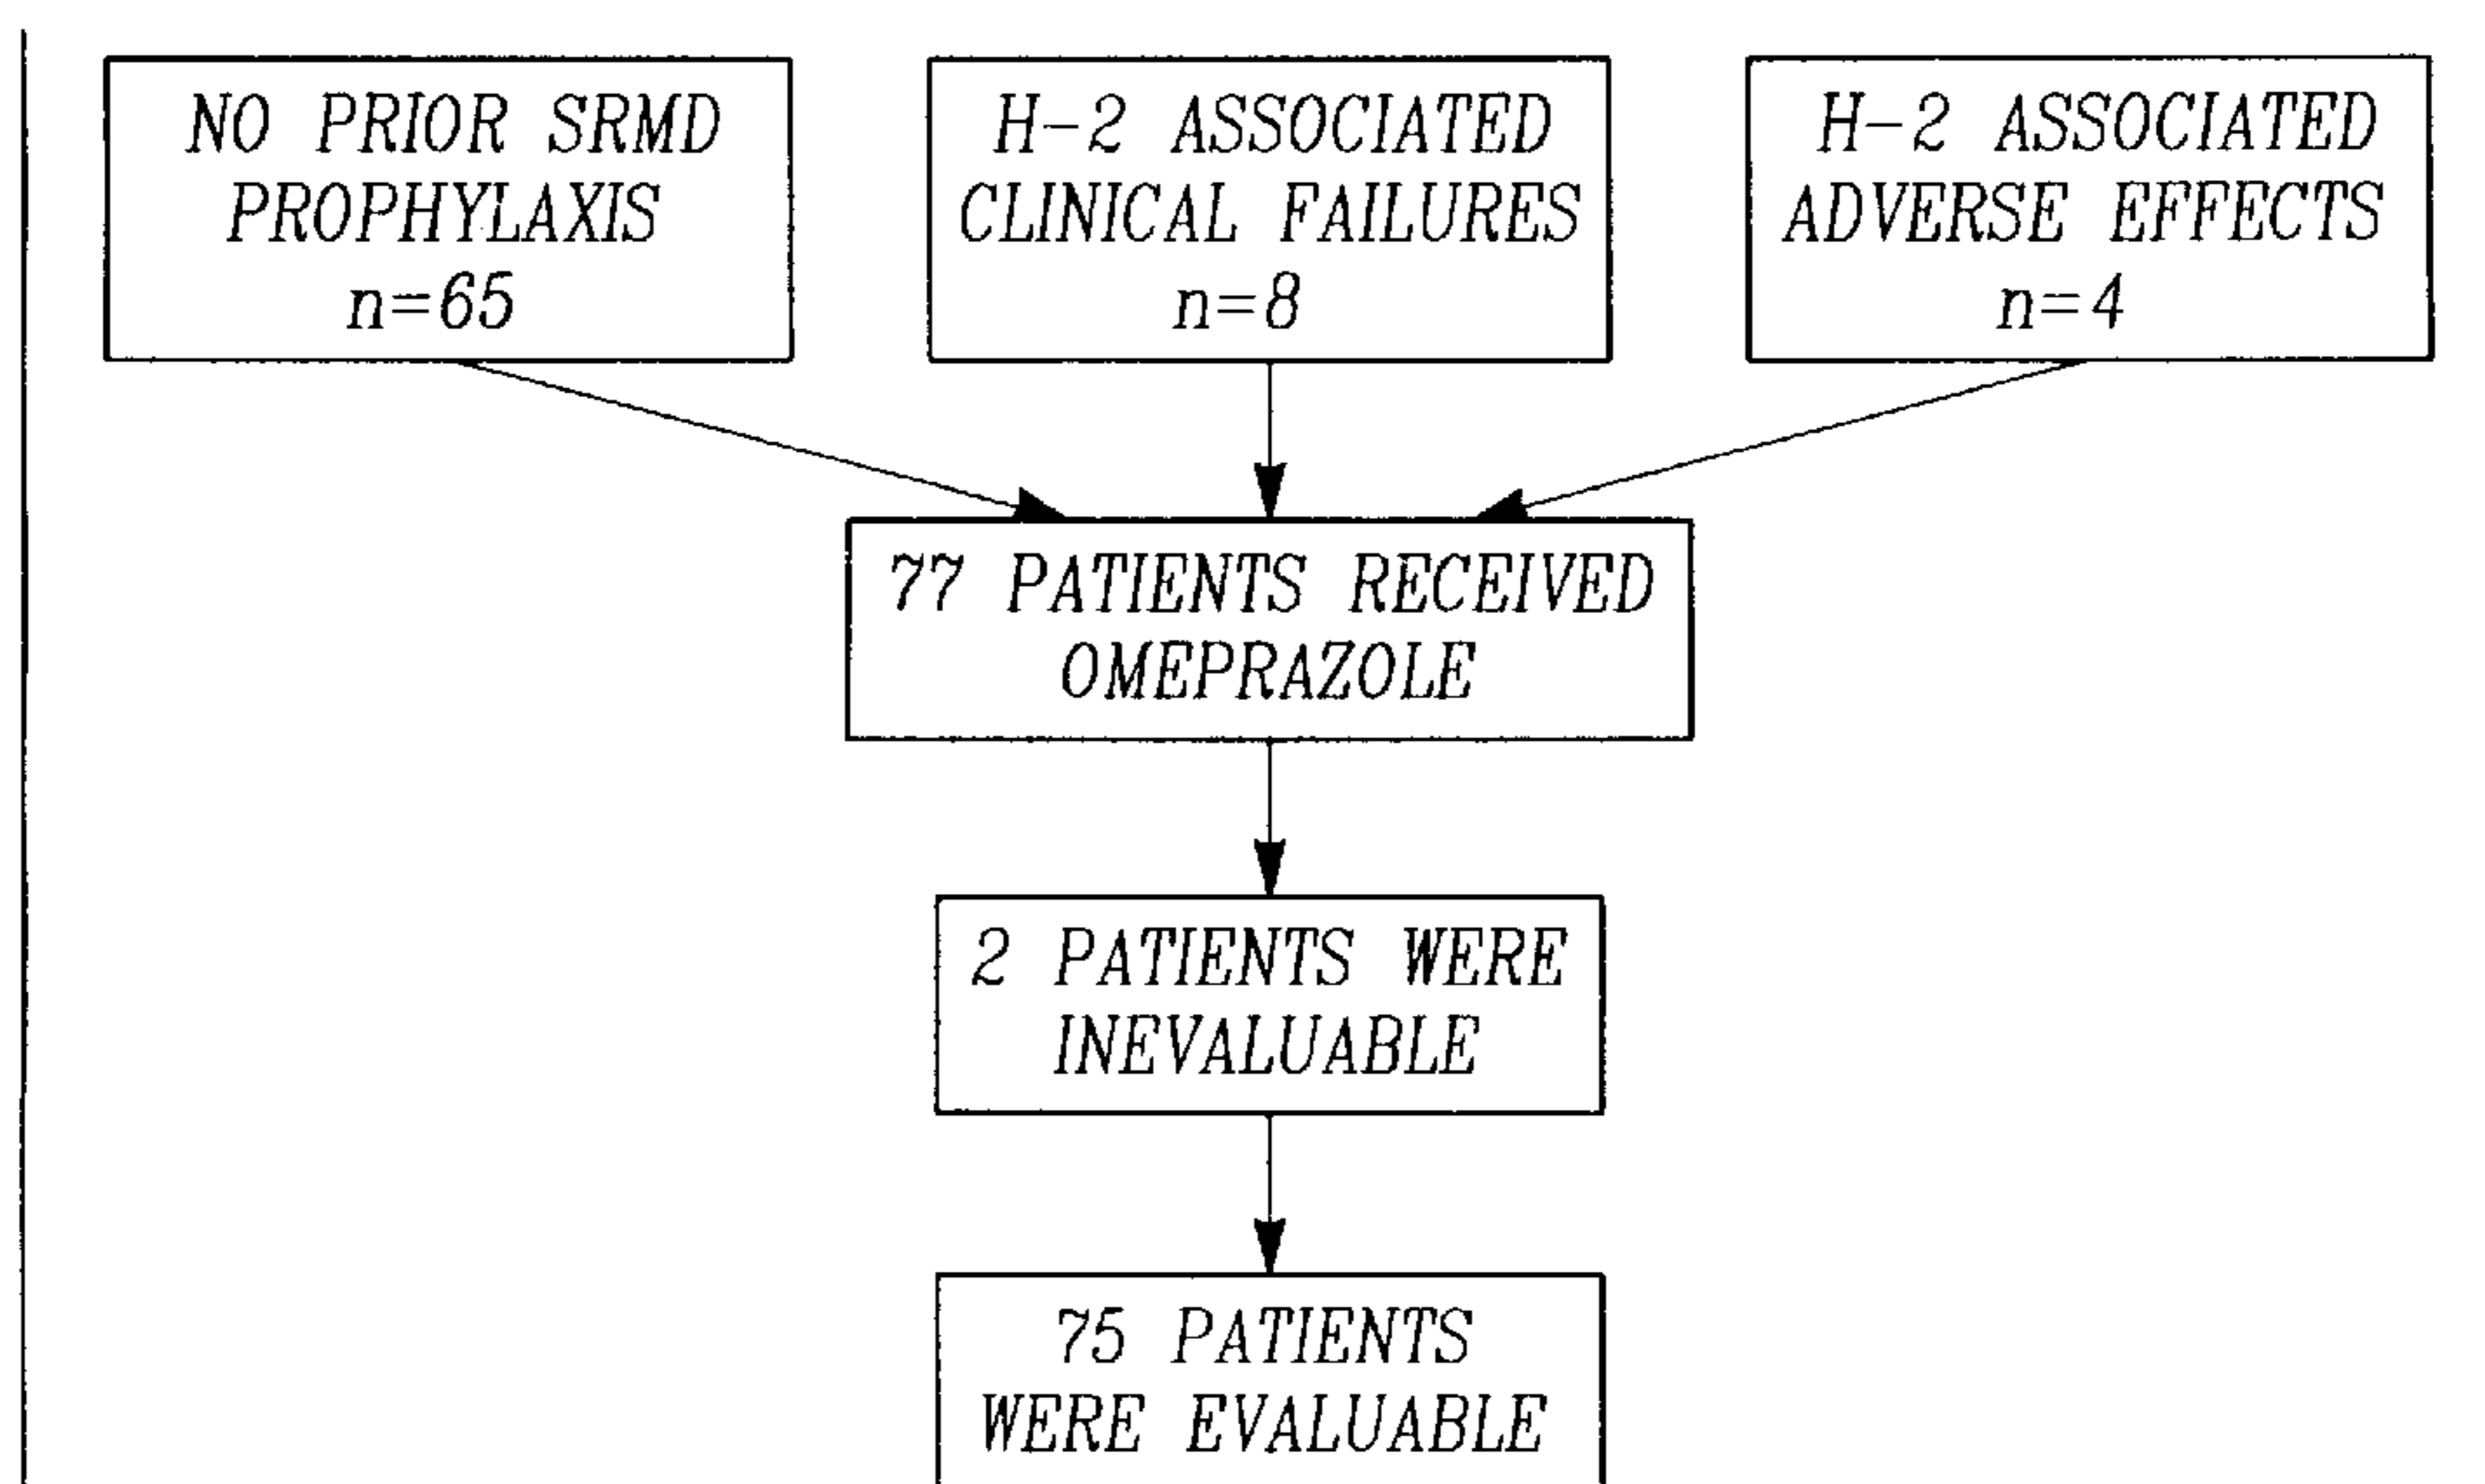 NO PRIOR SRMD
PROPHYLAXIS
n=65
H-2 ASSOCIATED
CLINICAL FAILURES
n=8
H-2 ASSOCIATED
ADVERSE EFFECTS
n=4
77 PATIENTS RECEIVED
OMEPRAZOLE
2 PATIENTS WERE
INEVALUABLE
75 PATIENTS
WERE EVALUABLE